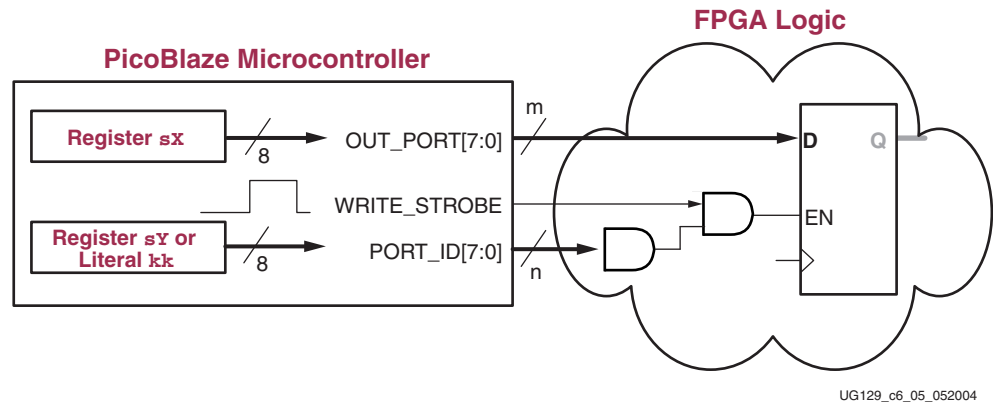 FPGA Logic
PicoBlaze Microcontroller
m
Register sX
8
OUT_PORT[7:0]
D
Q
WRITE_STROBE
EN
Register sY or
Literal kk
8
PORT_ID[7:0]
n
UG129_c6_05_052004